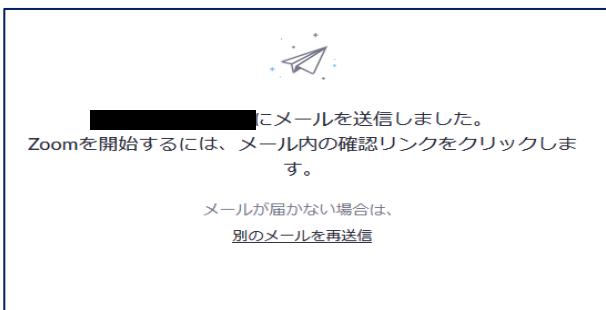 にメールを送信しました。
Zoomを開始するには、メール内の確認リンクをクリックしま
す。
メールが届かない場合は、
別のメールを再送信